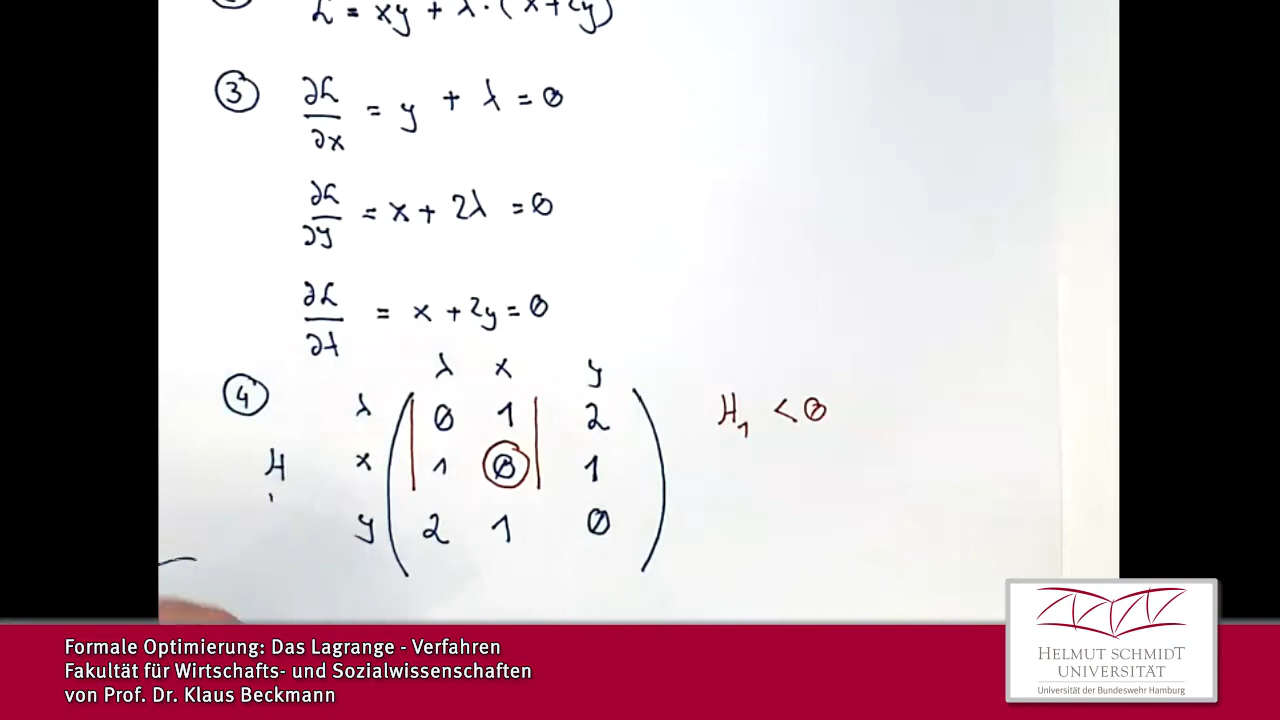 L = xy + λ · (x+2y)
③ ∂L/∂x = y + λ = 0
∂L/∂y = x + 2λ = 0
∂L/∂λ = x + 2y = 0
λ x y
④ λ 0 1 2 H₁ < 0
H x 1 0 1
y 2 1 0
Formale Optimierung: Das Lagrange - Verfahren
Fakultät für Wirtschafts- und Sozialwissenschaften
von Prof. Dr. Klaus Beckmann
HELMUT SCHMIDT
UNIVERSITÄT
Universität der Bundeswehr Hamburg